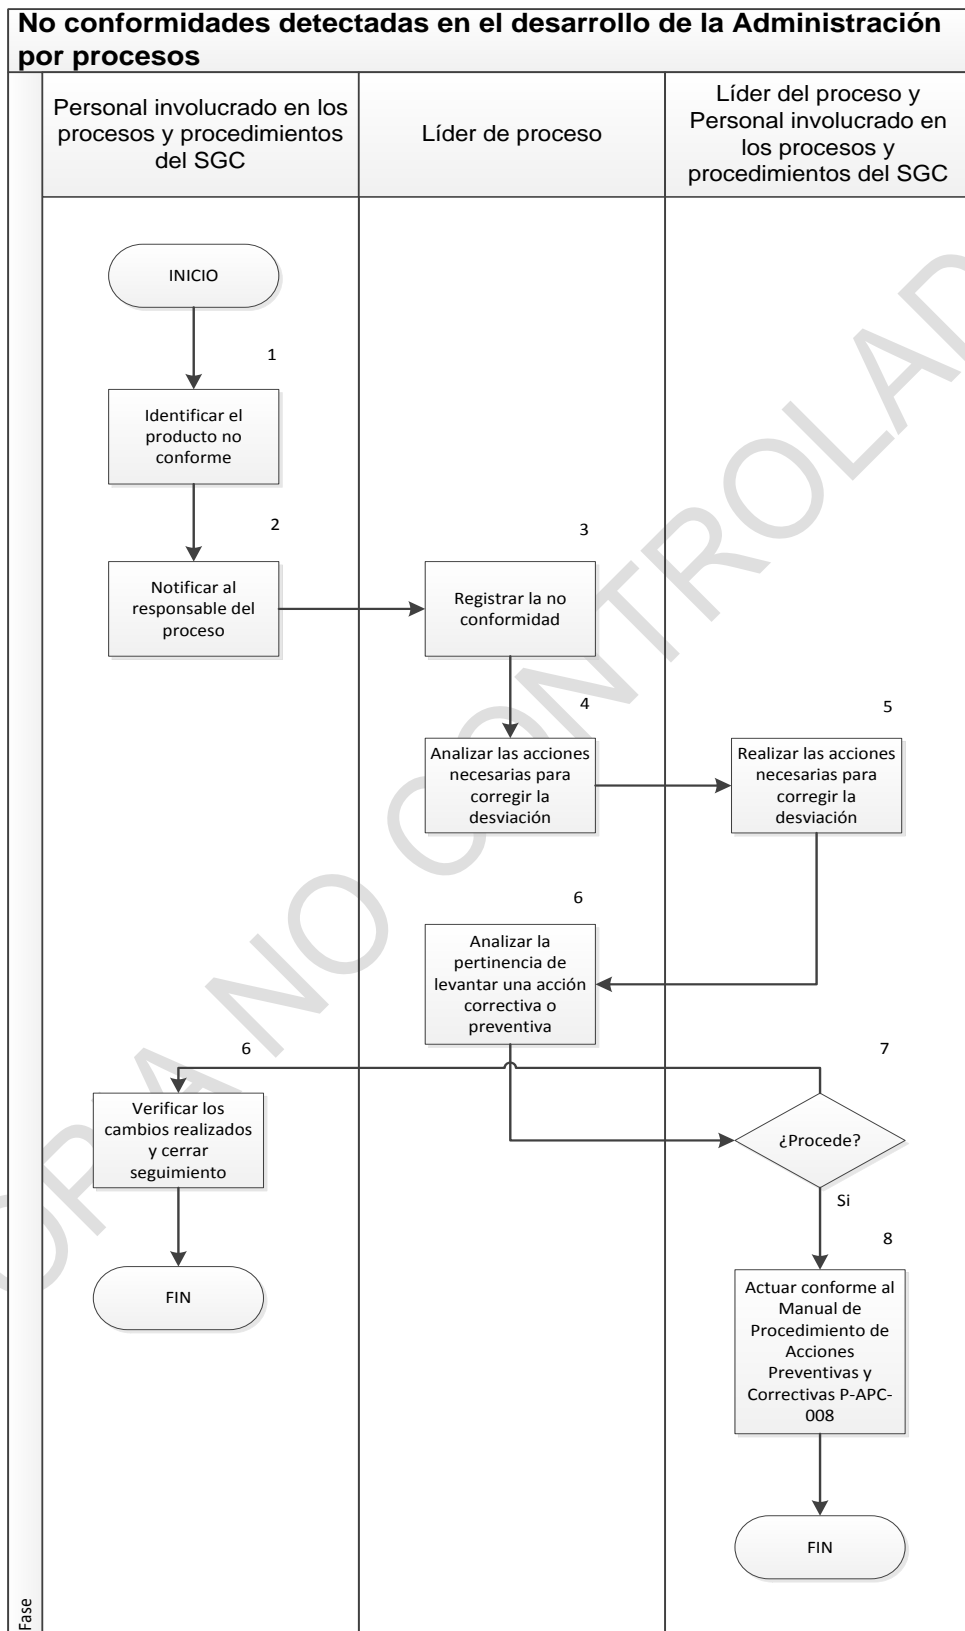 No conformidades detectadas en el desarrollo de la Administración
por procesos
Personal involucrado en los
procesos y procedimientos
del SGC
Líder de proceso
Líder del proceso y
Personal involucrado en
los procesos y
procedimientos del SGC
INICIO
1
Identificar el
producto no
conforme
2
Notificar al
responsable del
proceso
3
Registrar la no
conformidad
4
Analizar las acciones
necesarias para
corregir la
desviación
5
Realizar las acciones
necesarias para
corregir la
desviación
6
Analizar la
pertinencia de
levantar una acción
correctiva o
preventiva
7
¿Procede?
6
Verificar los
cambios realizados
y cerrar
seguimiento
FIN
Si
8
Actuar conforme al
Manual de
Procedimiento de
Acciones
Preventivas y
Correctivas P-APC-
008
FIN
Fase
NO CONTROLAD